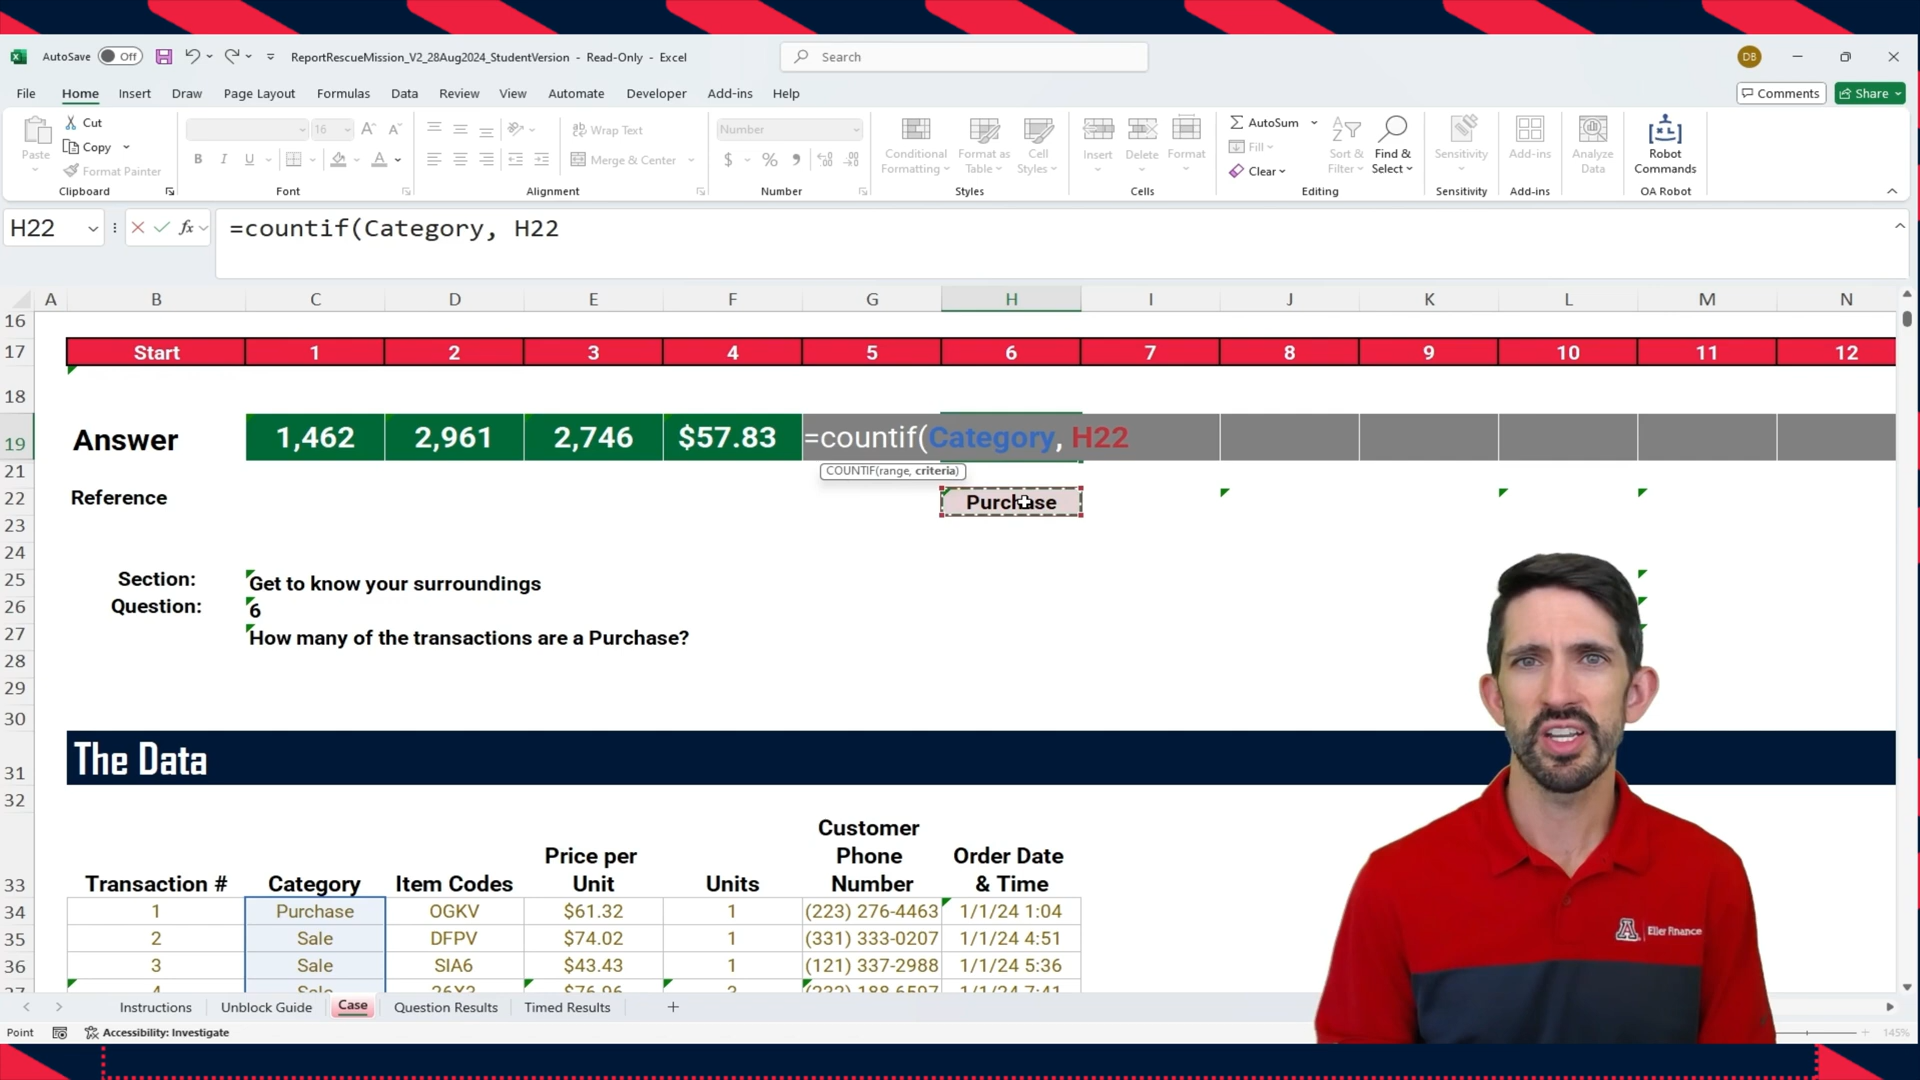 AutoSave Off ReportRescueMission_V2_28Aug2024_StudentVersion - Read-Only - Excel Search DB
File Home Insert Draw Page Layout Formulas Data Review View Automate Developer Add-ins Help Comments Share
Paste Cut Copy Format Painter
16 Wrap Text Merge & Center
Number
Conditional Formatting Format as Table Cell Styles
Insert Delete Format
AutoSum Fill Clear Sort & Filter Find & Select
Sensitivity Add-ins Analyze Data Robot Commands
Clipboard Font Alignment Number Styles Cells Editing Sensitivity Add-ins OA Robot
H22 fx =countif(Category, H22
A B C D E F G H I J K L M N
16
17 Start 1 2 3 4 5 6 7 8 9 10 11 12
18
19 Answer 1,462 2,961 2,746 $57.83 =countif(Category, H22
COUNTIF(range, criteria)
21
22 Reference Purchase
23
24
25 Section: Get to know your surroundings
26 Question: 6
27 How many of the transactions are a Purchase?
28
29
30
31 The Data
32
33 Transaction # Category Item Codes Price per Unit Units Customer Phone Number Order Date & Time
34 1 Purchase OGKV $61.32 1 (223) 276-4463 1/1/24 1:04
35 2 Sale DFPV $74.02 1 (331) 333-0207 1/1/24 4:51
36 3 Sale SIA6 $43.43 1 (121) 337-2988 1/1/24 5:36
A Eller Finance
Instructions Unblock Guide Case Question Results Timed Results
Point Accessibility: Investigate 145%